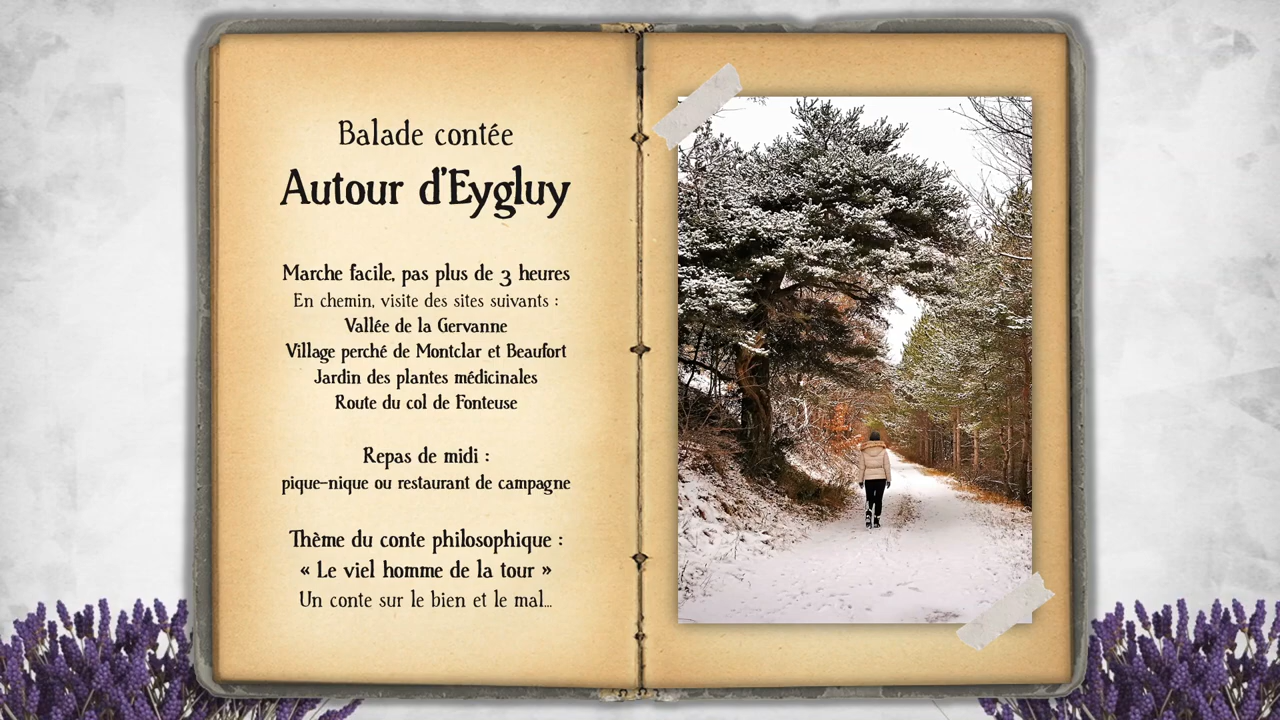 Balade contée
Autour d'Eygluy
Marche facile, pas plus de 3 heures
En chemin, visite des sites suivants :
Vallée de la Gervanne
Village perché de Montclar et Beaufort
Jardin des plantes médicinales
Route du col de Fonteuse
Repas de midi :
pique-nique ou restaurant de campagne
Thème du conte philosophique :
« Le viel homme de la tour »
Un conte sur le bien et le mal...